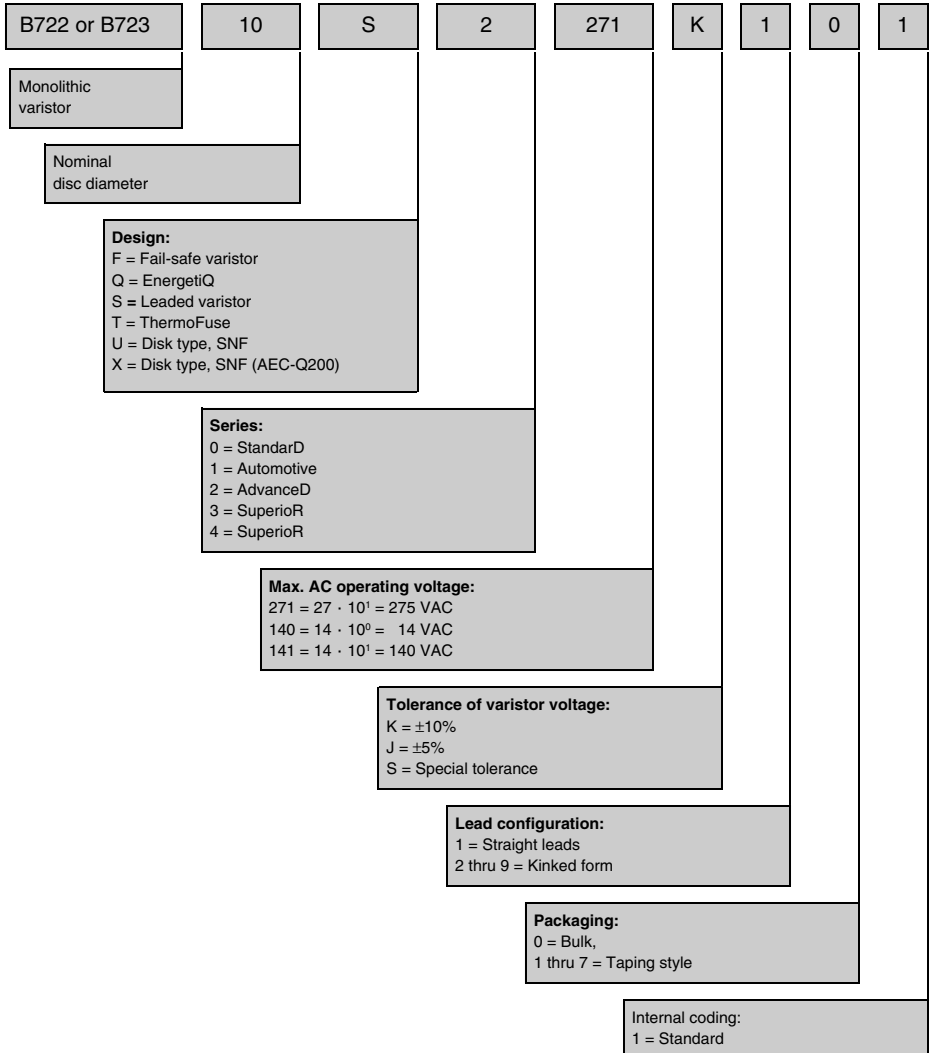 B722 or B723 10 S 2 271 K 1 0 1
Monolithic
varistor
Nominal
disc diameter
Design:
F = Fail-safe varistor
Q = EnergetiQ
S = Leaded varistor
T = ThermoFuse
U = Disk type, SNF
X = Disk type, SNF (AEC-Q200)
Series:
0 = StandarD
1 = Automotive
2 = AdvanceD
3 = SuperioR
4 = SuperioR
Max. AC operating voltage:
271 = 27 · 10¹ = 275 VAC
140 = 14 · 10⁰ = 14 VAC
141 = 14 · 10¹ = 140 VAC
Tolerance of varistor voltage:
K = ±10%
J = ±5%
S = Special tolerance
Lead configuration:
1 = Straight leads
2 thru 9 = Kinked form
Packaging:
0 = Bulk,
1 thru 7 = Taping style
Internal coding:
1 = Standard